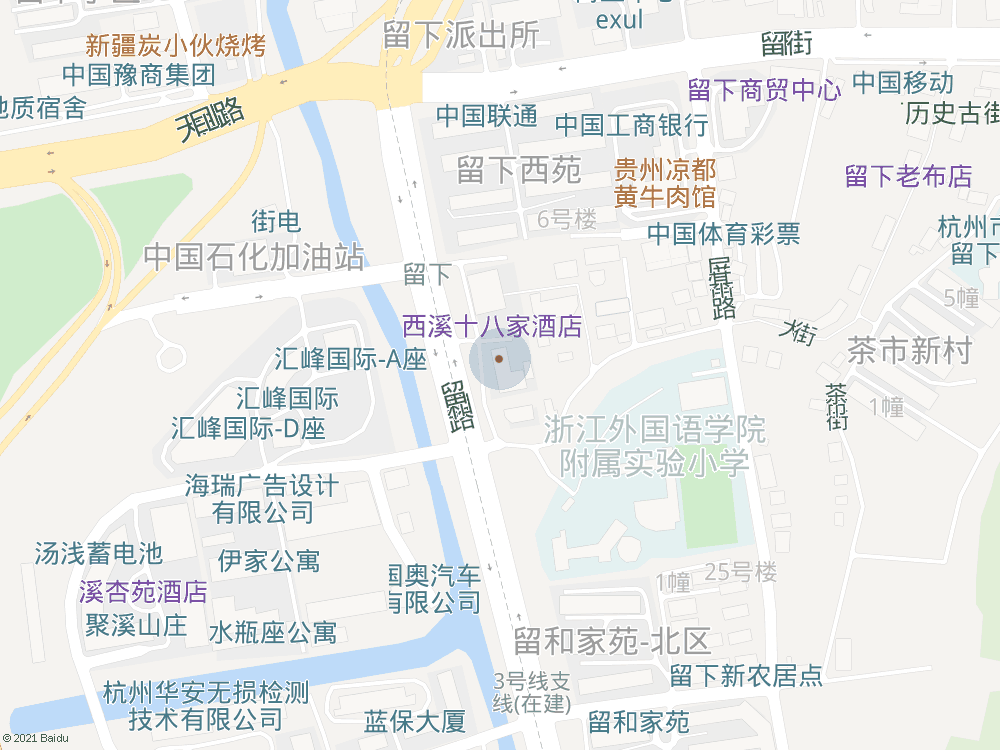 留下派出所
exul
新疆炭小伙烧烤
留下街
中国豫商集团
中国移动
地质宿舍
留下商贸中心
天目山路
中国联通
历史古街
中国工商银行
留下西苑
贵州凉都
黄牛肉馆
留下老布店
6号楼
街电
中国体育彩票
杭州市
留下
中国石化加油站
留下
屏基路
5幢
西溪十八家酒店
大街
汇峰国际-A座
茶市新村
留和路
茶市街
汇峰国际
1幢
汇峰国际-D座
浙江外国语学院
附属实验小学
海瑞广告设计
有限公司
汤浅蓄电池
伊家公寓
国奥汽车
有限公司
25号楼
1幢
溪杏苑酒店
聚溪山庄
水瓶座公寓
留和家苑-北区
3号线支
线(在建)
留下新农居点
杭州华安无损检测
技术有限公司
蓝保大厦
留和家苑
© 2021 Baidu